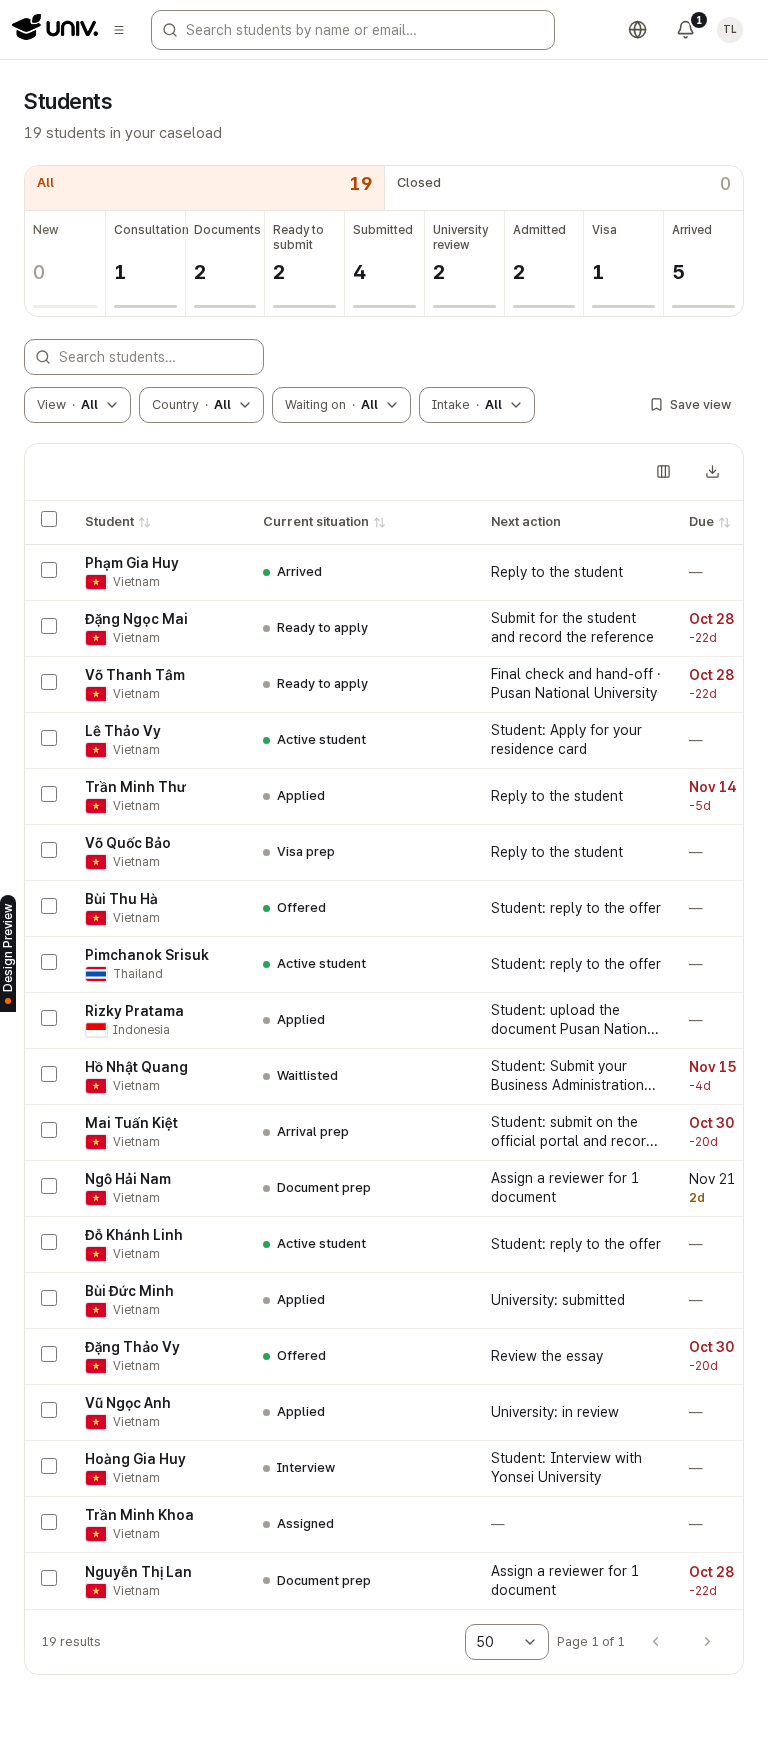 UNIV.
Search students by name or email...
1
TL
Students
19 students in your caseload
All 19
Closed 0
New
0
Consultation
1
Documents
2
Ready to
submit
2
Submitted
4
University
review
2
Admitted
2
Visa
1
Arrived
5
Search students...
View · All
Country · All
Waiting on · All
Intake · All
Save view
Student Current situation Next action Due
Phạm Gia Huy
Vietnam
Arrived
Reply to the student
—
Đặng Ngọc Mai
Vietnam
Ready to apply
Submit for the student
and record the reference
Oct 28
-22d
Võ Thanh Tâm
Vietnam
Ready to apply
Final check and hand-off ·
Pusan National University
Oct 28
-22d
Lê Thảo Vy
Vietnam
Active student
Student: Apply for your
residence card
—
Trần Minh Thư
Vietnam
Applied
Reply to the student
Nov 14
-5d
Võ Quốc Bảo
Vietnam
Visa prep
Reply to the student
—
Bùi Thu Hà
Vietnam
Offered
Student: reply to the offer
—
Pimchanok Srisuk
Thailand
Active student
Student: reply to the offer
—
Rizky Pratama
Indonesia
Applied
Student: upload the
document Pusan Nation...
—
Hồ Nhật Quang
Vietnam
Waitlisted
Student: Submit your
Business Administration...
Nov 15
-4d
Mai Tuấn Kiệt
Vietnam
Arrival prep
Student: submit on the
official portal and recor...
Oct 30
-20d
Ngô Hải Nam
Vietnam
Document prep
Assign a reviewer for 1
document
Nov 21
2d
Đỗ Khánh Linh
Vietnam
Active student
Student: reply to the offer
—
Bùi Đức Minh
Vietnam
Applied
University: submitted
—
Đặng Thảo Vy
Vietnam
Offered
Review the essay
Oct 30
-20d
Vũ Ngọc Anh
Vietnam
Applied
University: in review
—
Hoàng Gia Huy
Vietnam
Interview
Student: Interview with
Yonsei University
—
Trần Minh Khoa
Vietnam
Assigned
—
—
Nguyễn Thị Lan
Vietnam
Document prep
Assign a reviewer for 1
document
Oct 28
-22d
19 results
50
Page 1 of 1
Design Preview